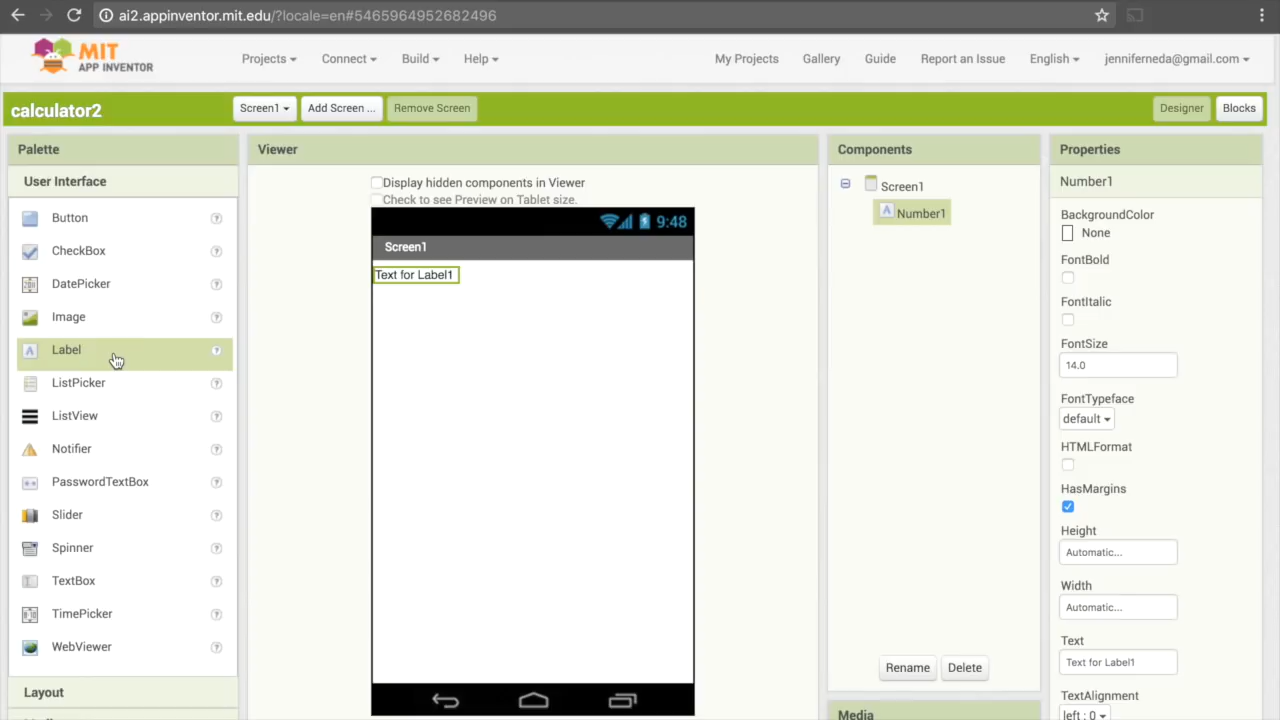 ai2.appinventor.mit.edu/?locale=en#5465964952682496
MIT
APP INVENTOR
Projects
Connect
Build
Help
My Projects
Gallery
Guide
Report an Issue
English
jenniferneda@gmail.com
calculator2
Screen1
Add Screen ...
Remove Screen
Designer
Blocks
Palette
User Interface
Button
CheckBox
DatePicker
Image
Label
ListPicker
ListView
Notifier
PasswordTextBox
Slider
Spinner
TextBox
TimePicker
WebViewer
Layout
Viewer
Display hidden components in Viewer
Check to see Preview on Tablet size.
9:48
Screen1
Text for Label1
Components
Screen1
Number1
Rename
Delete
Media
Properties
Number1
BackgroundColor
None
FontBold
FontItalic
FontSize
14.0
FontTypeface
default
HTMLFormat
HasMargins
Height
Automatic...
Width
Automatic...
Text
Text for Label1
TextAlignment
left : 0